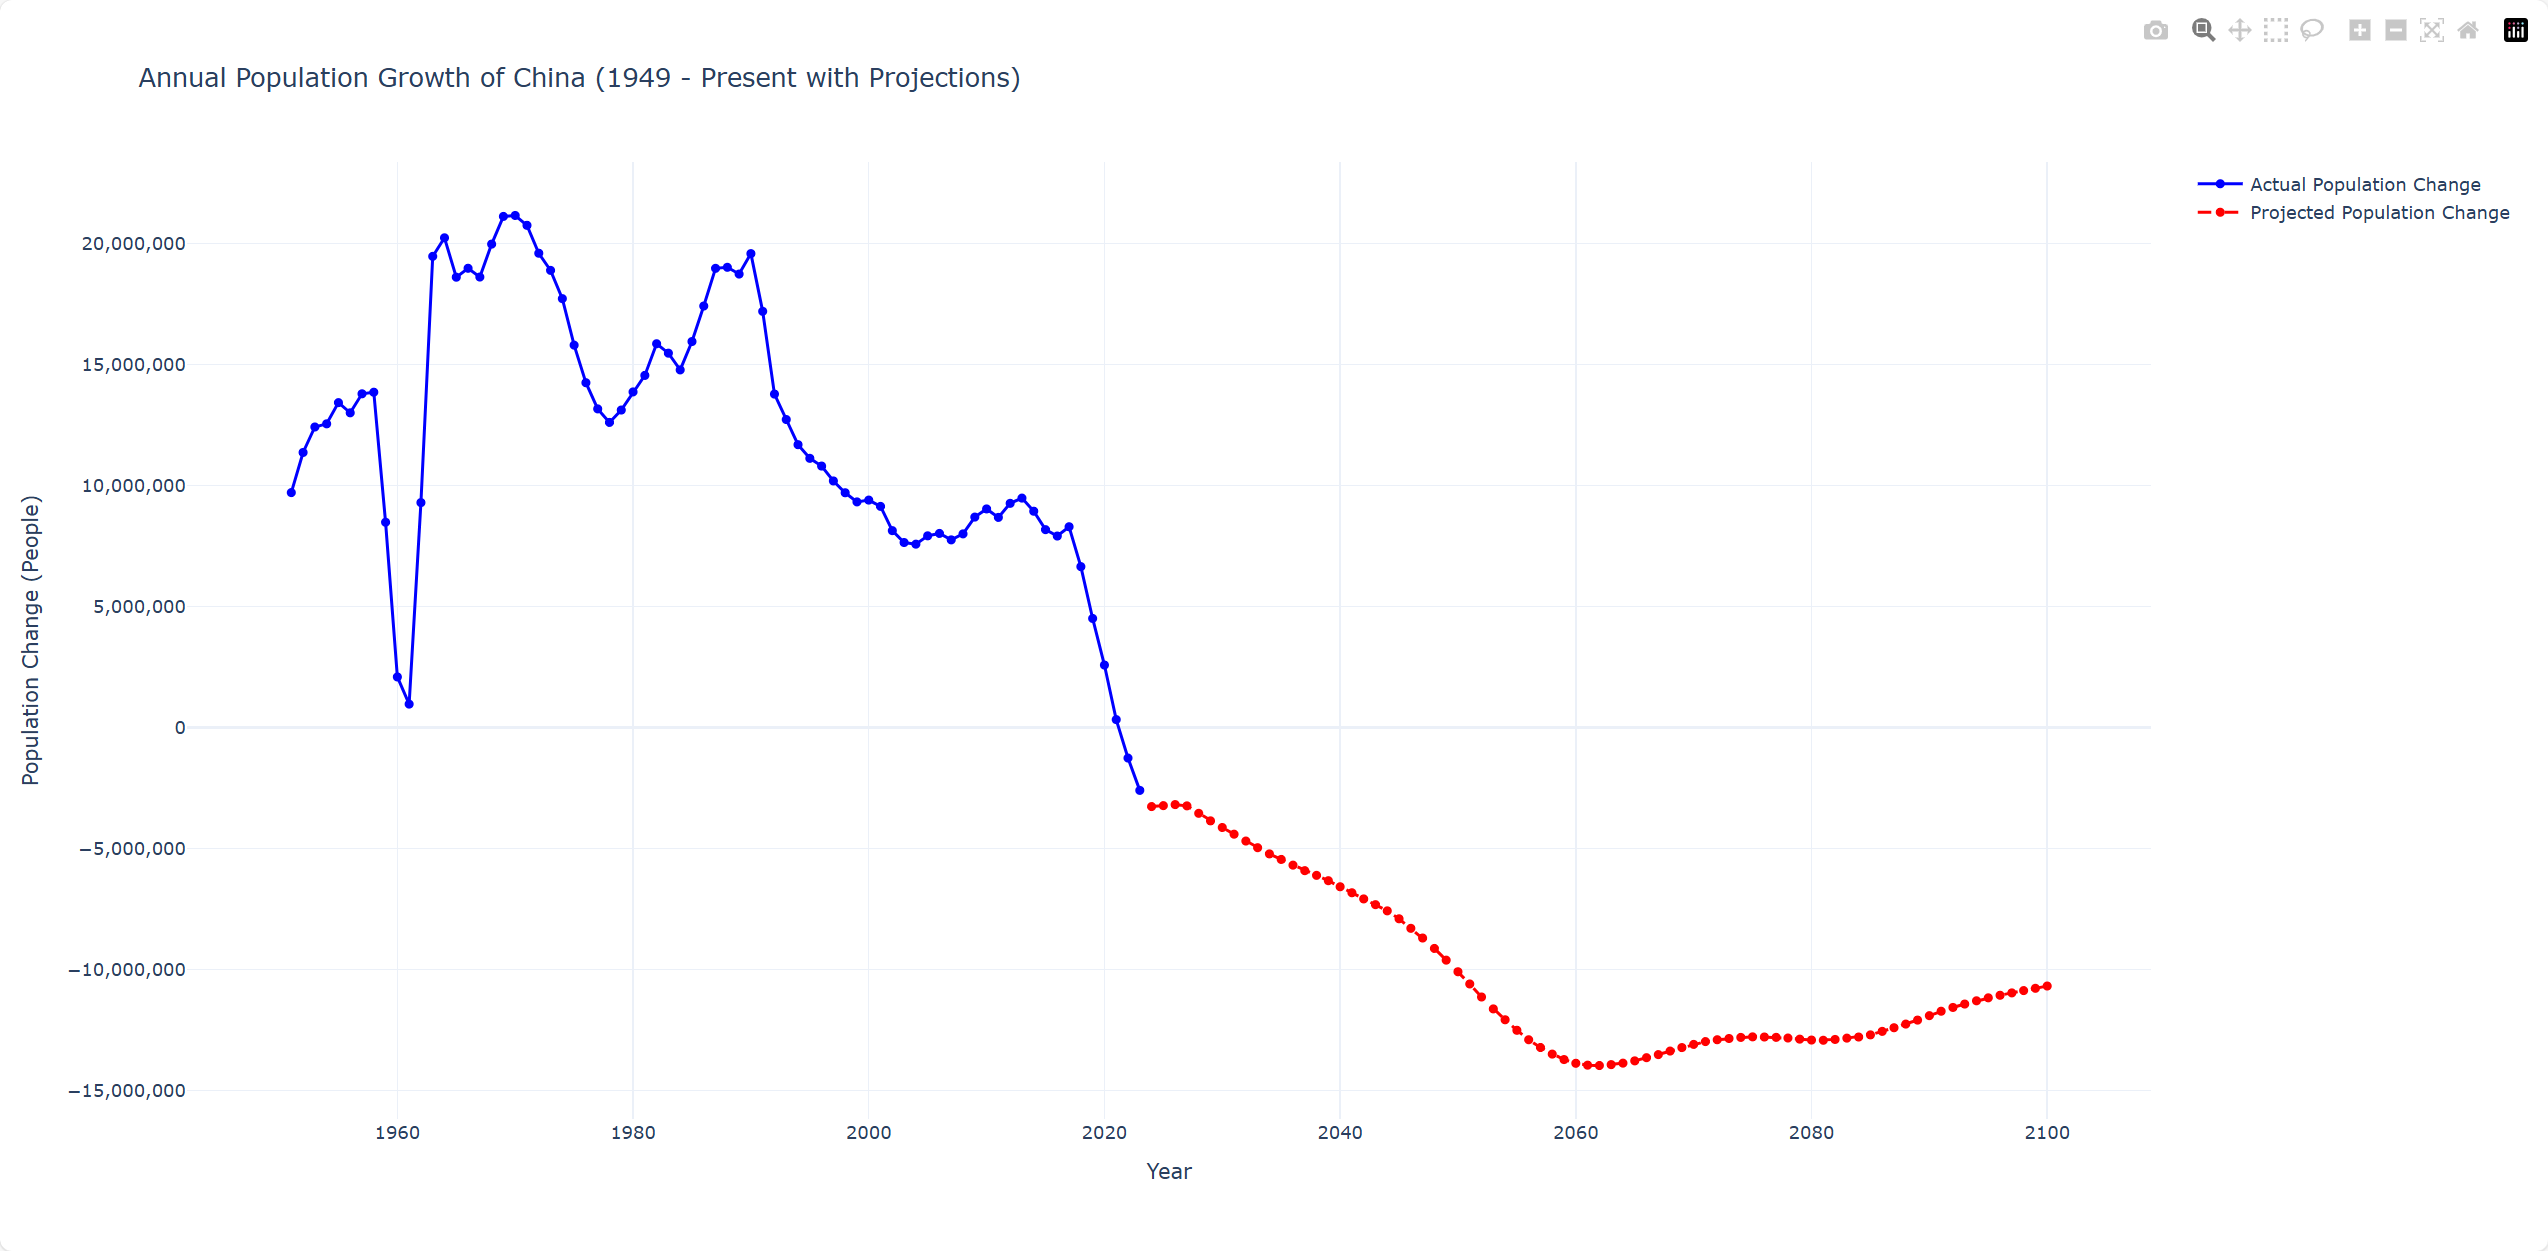 Annual Population Growth of China (1949 - Present with Projections)
Actual Population Change
Projected Population Change
Population Change (People)
20,000,000
15,000,000
10,000,000
5,000,000
0
−5,000,000
−10,000,000
−15,000,000
1960 1980 2000 2020 2040 2060 2080 2100
Year